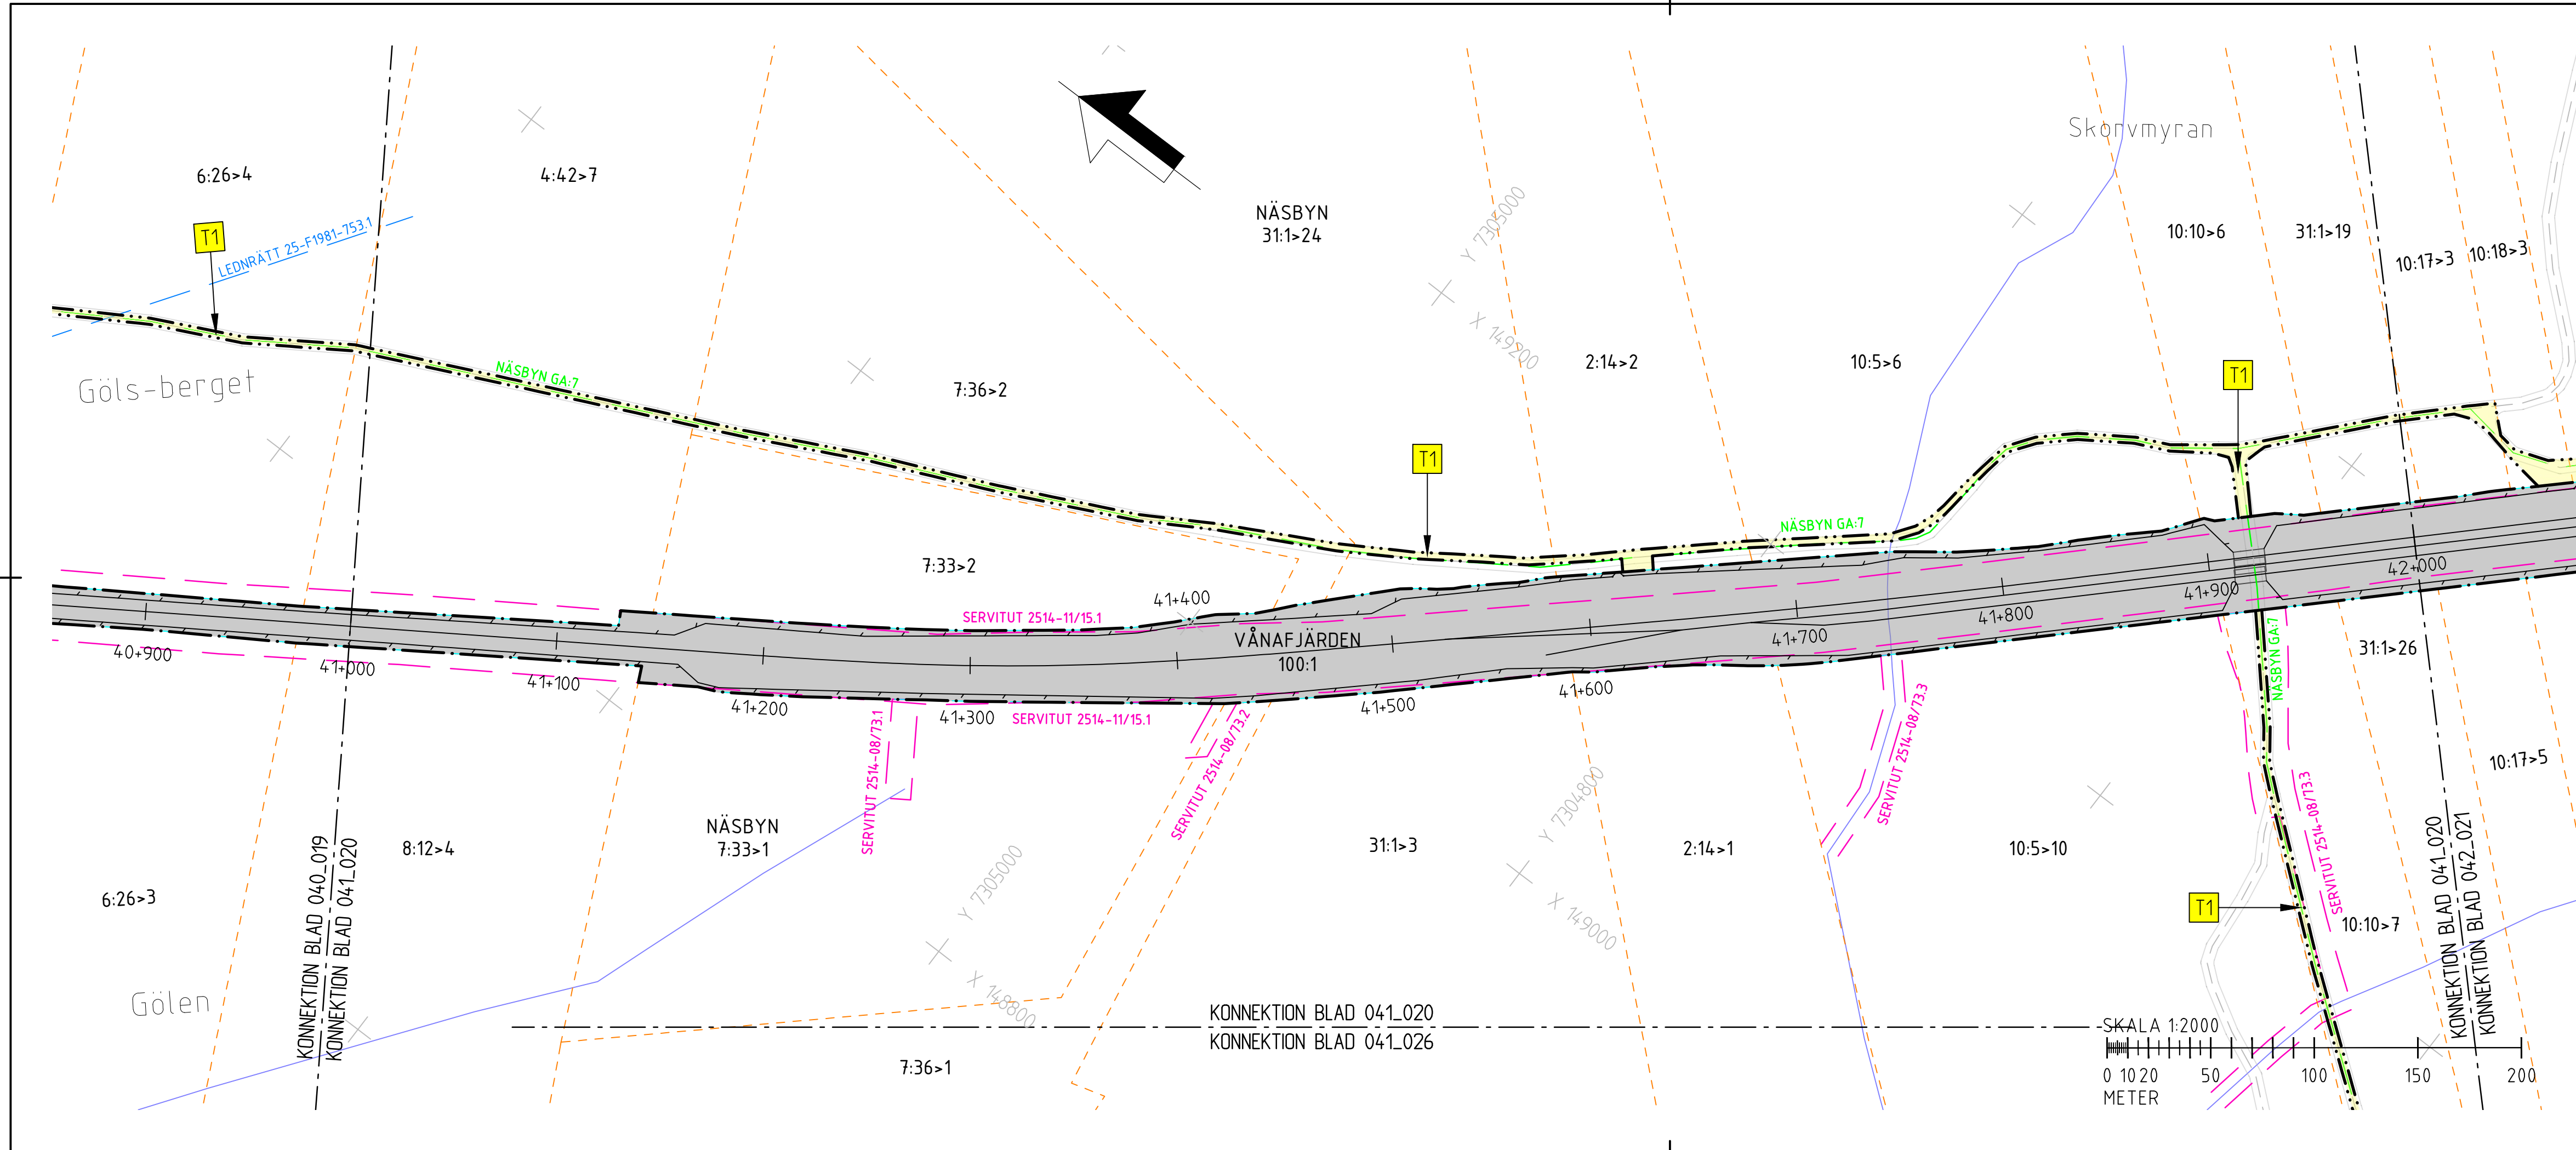 Skorvmyran
6:26>4
4:42>7
NÄSBYN
31:1>24
10:10>6
31:1>19
10:17>3
10:18>3
T1
LEDNRÄTT 25-F1981-753.1
Y 7305000
X 149200
Göls-berget
NÄSBYN GA:7
7:36>2
2:14>2
10:5>6
T1
T1
7:33>2
NÄSBYN GA:7
SERVITUT 2514-11/15.1
41+400
VÅNAFJÄRDEN
100:1
40+900
41+000
41+100
41+200
41+300
41+500
41+600
41+700
41+800
41+900
42+000
SERVITUT 2514-11/15.1
NÄSBYN GA:7
31:1>26
SERVITUT 2514-08/73.1
SERVITUT 2514-08/73.2
SERVITUT 2514-08/73.3
SERVITUT 2514-08/73.3
10:17>5
6:26>3
8:12>4
NÄSBYN
7:33>1
31:1>3
2:14>1
10:5>10
Y 7305000
X 148800
Y 7304800
X 149000
T1
10:10>7
Gölen
KONNEKTION BLAD 040_019
KONNEKTION BLAD 041_020
KONNEKTION BLAD 041_020
KONNEKTION BLAD 041_026
KONNEKTION BLAD 041_020
KONNEKTION BLAD 042_021
7:36>1
SKALA 1:2000
0 10 20 50 100 150 200
METER